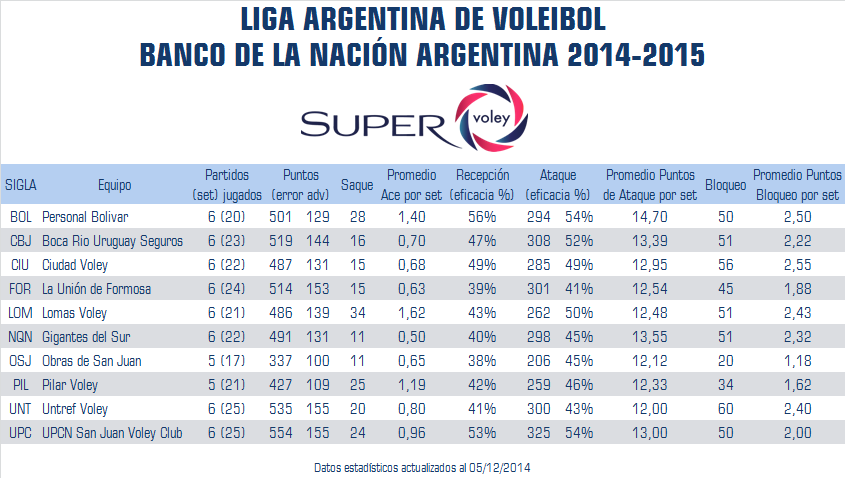 LIGA ARGENTINA DE VOLEIBOL
BANCO DE LA NACIÓN ARGENTINA 2014-2015
SUPER voley
SIGLA Equipo Partidos (set) jugados Puntos (error adv) Saque Promedio Ace por set Recepción (eficacia %) Ataque (eficacia %) Promedio Puntos de Ataque por set Bloqueo Promedio Puntos Bloqueo por set
BOL Personal Bolivar 6 (20) 501 129 28 1,40 56% 294 54% 14,70 50 2,50
CBJ Boca Rio Uruguay Seguros 6 (23) 519 144 16 0,70 47% 308 52% 13,39 51 2,22
CIU Ciudad Voley 6 (22) 487 131 15 0,68 49% 285 49% 12,95 56 2,55
FOR La Unión de Formosa 6 (24) 514 153 15 0,63 39% 301 41% 12,54 45 1,88
LOM Lomas Voley 6 (21) 486 139 34 1,62 43% 262 50% 12,48 51 2,43
NQN Gigantes del Sur 6 (22) 491 131 11 0,50 40% 298 45% 13,55 51 2,32
OSJ Obras de San Juan 5 (17) 337 100 11 0,65 38% 206 45% 12,12 20 1,18
PIL Pilar Voley 5 (21) 427 109 25 1,19 42% 259 46% 12,33 34 1,62
UNT Untref Voley 6 (25) 535 155 20 0,80 41% 300 43% 12,00 60 2,40
UPC UPCN San Juan Voley Club 6 (25) 554 155 24 0,96 53% 325 54% 13,00 50 2,00
Datos estadísticos actualizados al 05/12/2014